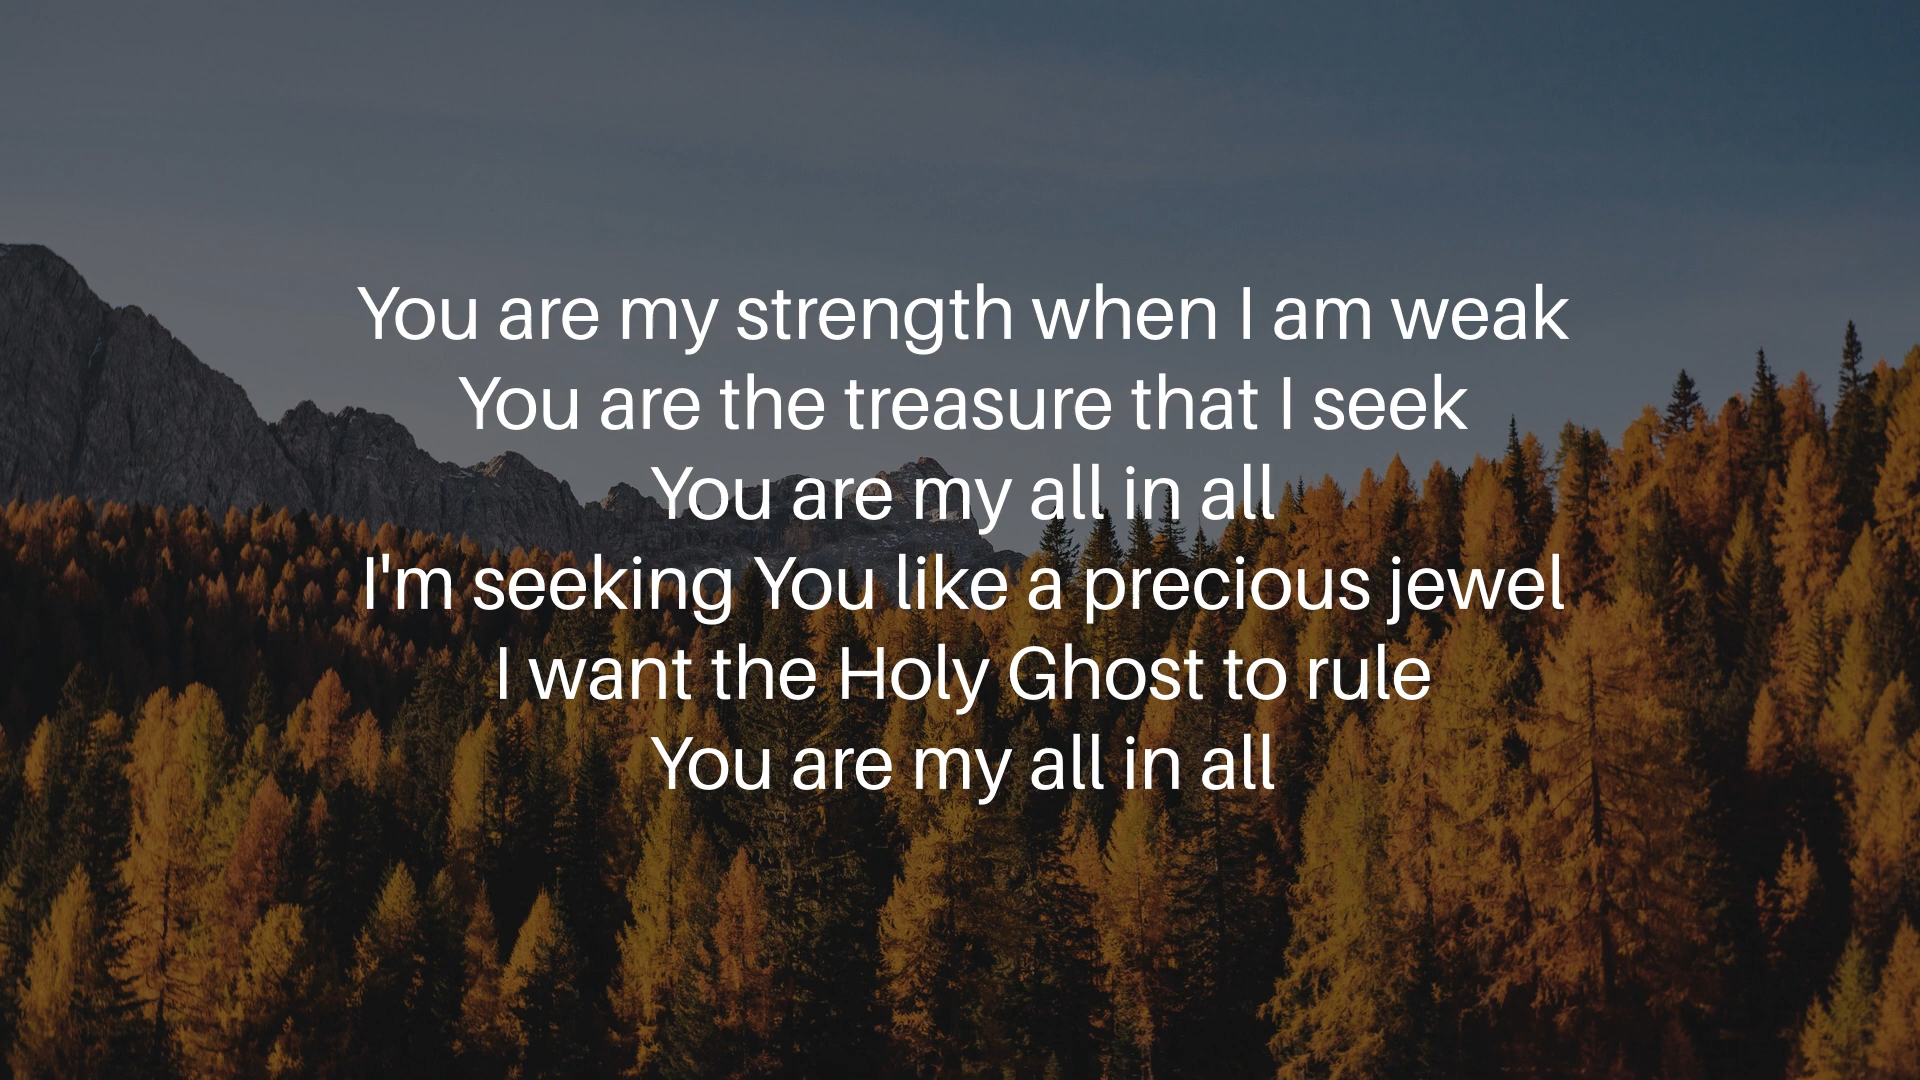 You are my strength when I am weak
You are the treasure that I seek
You are my all in all
I'm seeking You like a precious jewel
I want the Holy Ghost to rule
You are my all in all